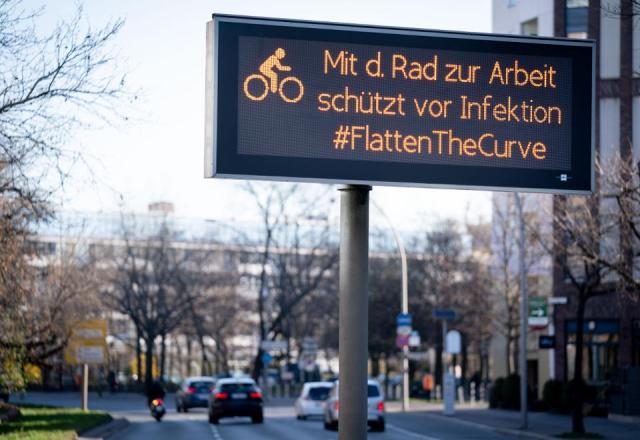 Mit d. Rad zur Arbeit
schützt vor Infektion
#FlattenTheCurve